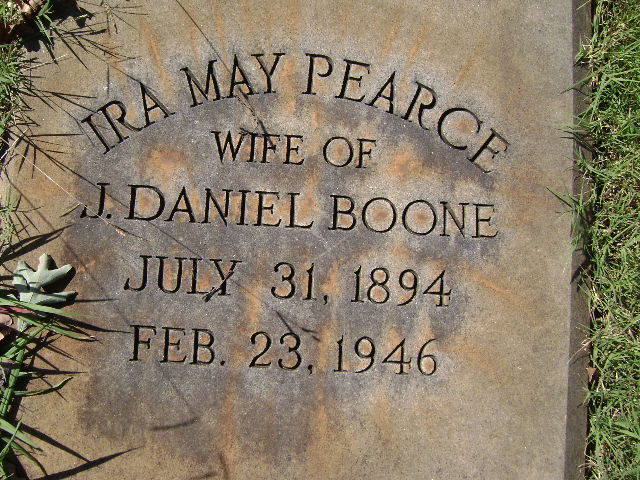 IRA MAY PEARCE
WIFE OF
J. DANIEL BOONE
JULY 31, 1894
FEB. 23, 1946